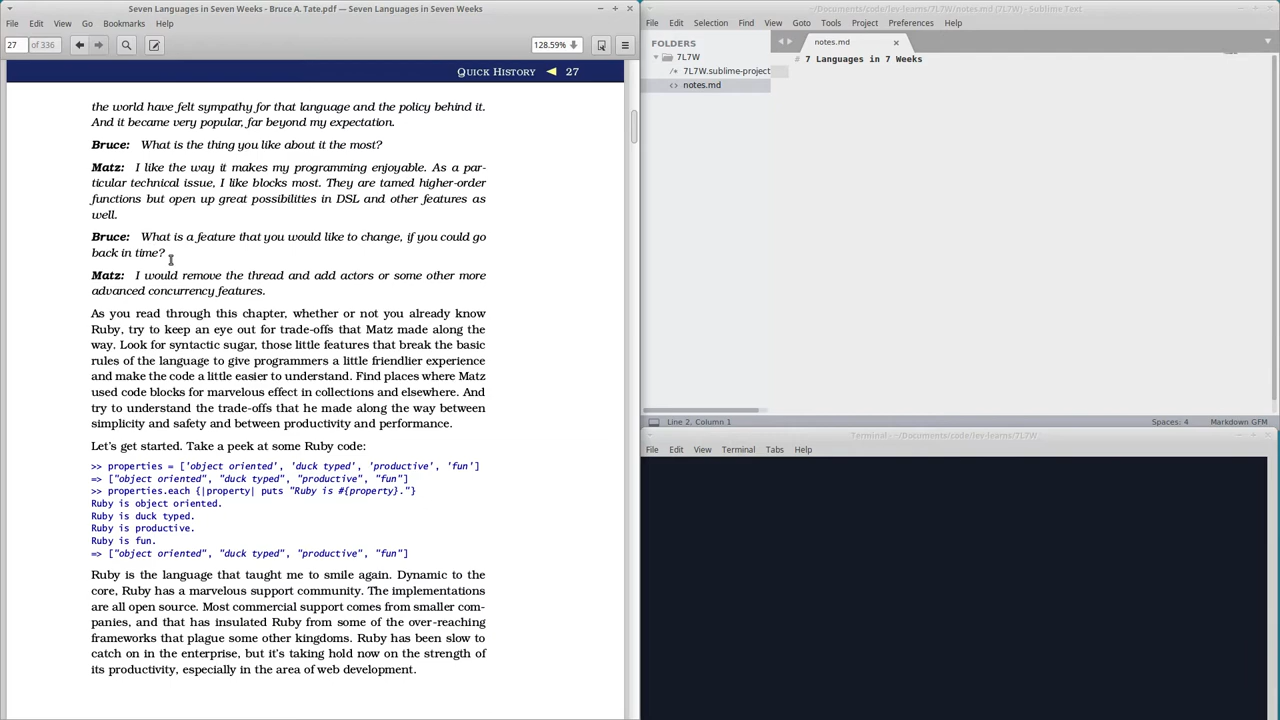 Seven Languages in Seven Weeks - Bruce A. Tate.pdf — Seven Languages in Seven Weeks
File Edit View Go Bookmarks Help
27 of 336 128.59%
QUICK HISTORY 27
the world have felt sympathy for that language and the policy behind it.
And it became very popular, far beyond my expectation.
Bruce: What is the thing you like about it the most?
Matz: I like the way it makes my programming enjoyable. As a par-
ticular technical issue, I like blocks most. They are tamed higher-order
functions but open up great possibilities in DSL and other features as
well.
Bruce: What is a feature that you would like to change, if you could go
back in time?
Matz: I would remove the thread and add actors or some other more
advanced concurrency features.
As you read through this chapter, whether or not you already know
Ruby, try to keep an eye out for trade-offs that Matz made along the
way. Look for syntactic sugar, those little features that break the basic
rules of the language to give programmers a little friendlier experience
and make the code a little easier to understand. Find places where Matz
used code blocks for marvelous effect in collections and elsewhere. And
try to understand the trade-offs that he made along the way between
simplicity and safety and between productivity and performance.
Let's get started. Take a peek at some Ruby code:
>> properties = ['object oriented', 'duck typed', 'productive', 'fun']
=> ["object oriented", "duck typed", "productive", "fun"]
>> properties.each {|property| puts "Ruby is #{property}."}
Ruby is object oriented.
Ruby is duck typed.
Ruby is productive.
Ruby is fun.
=> ["object oriented", "duck typed", "productive", "fun"]
Ruby is the language that taught me to smile again. Dynamic to the
core, Ruby has a marvelous support community. The implementations
are all open source. Most commercial support comes from smaller com-
panies, and that has insulated Ruby from some of the over-reaching
frameworks that plague some other kingdoms. Ruby has been slow to
catch on in the enterprise, but it's taking hold now on the strength of
its productivity, especially in the area of web development.
~/Documents/code/lev-learns/7L7W/notes.md (7L7W) - Sublime Text
File Edit Selection Find View Goto Tools Project Preferences Help
FOLDERS
7L7W
7L7W.sublime-project
notes.md
notes.md
# 7 Languages in 7 Weeks
Line 2, Column 1 Spaces: 4 Markdown GFM
Terminal - ~/Documents/code/lev-learns/7L7W
File Edit View Terminal Tabs Help